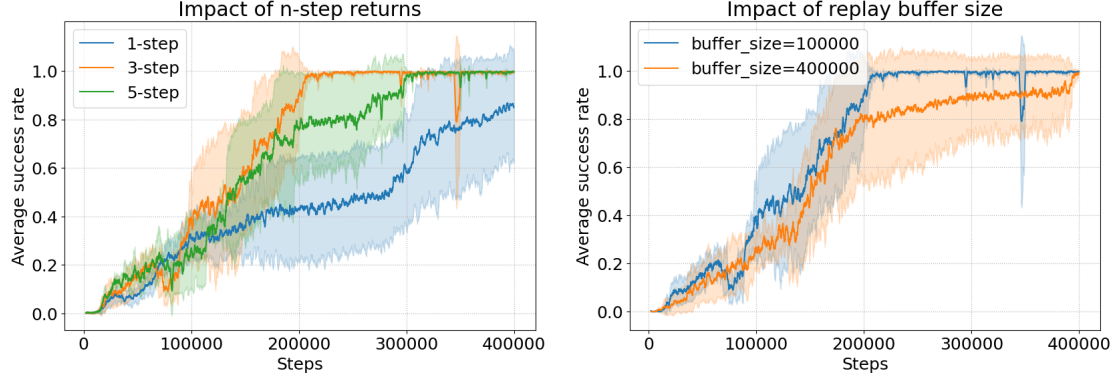 Impact of n-step returns
1-step
3-step
5-step
1.0
0.8
0.6
0.4
0.2
0.0
Average success rate
0
100000
200000
300000
400000
Steps
Impact of replay buffer size
buffer_size=100000
buffer_size=400000
1.0
0.8
0.6
0.4
0.2
0.0
Average success rate
0
100000
200000
300000
400000
Steps